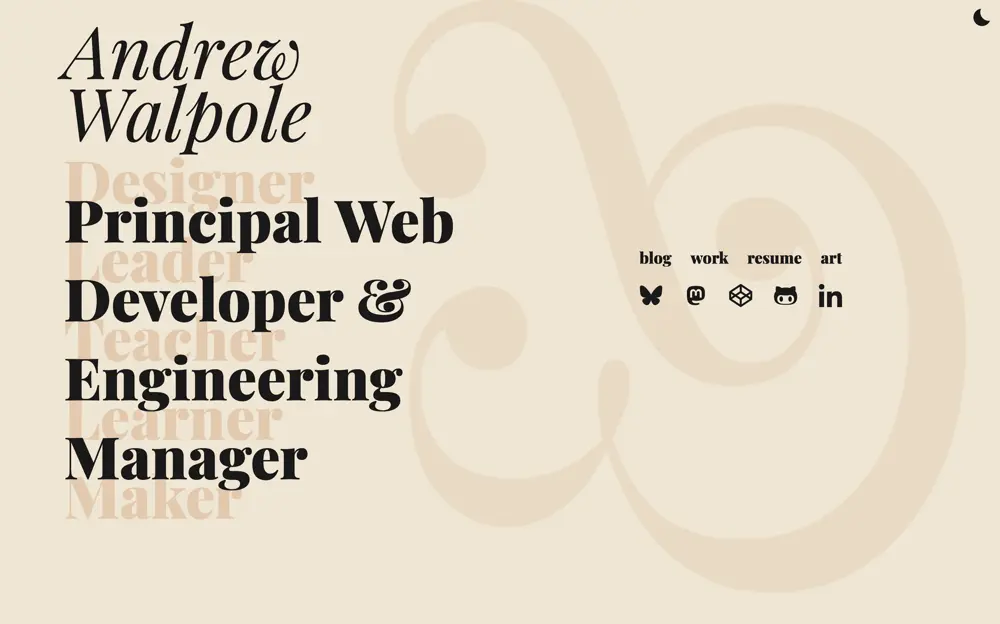 Andrew
Walpole
Designer
Principal Web
Leader
Developer &
Teacher
Engineering
Learner
Manager
Maker
blog work resume art